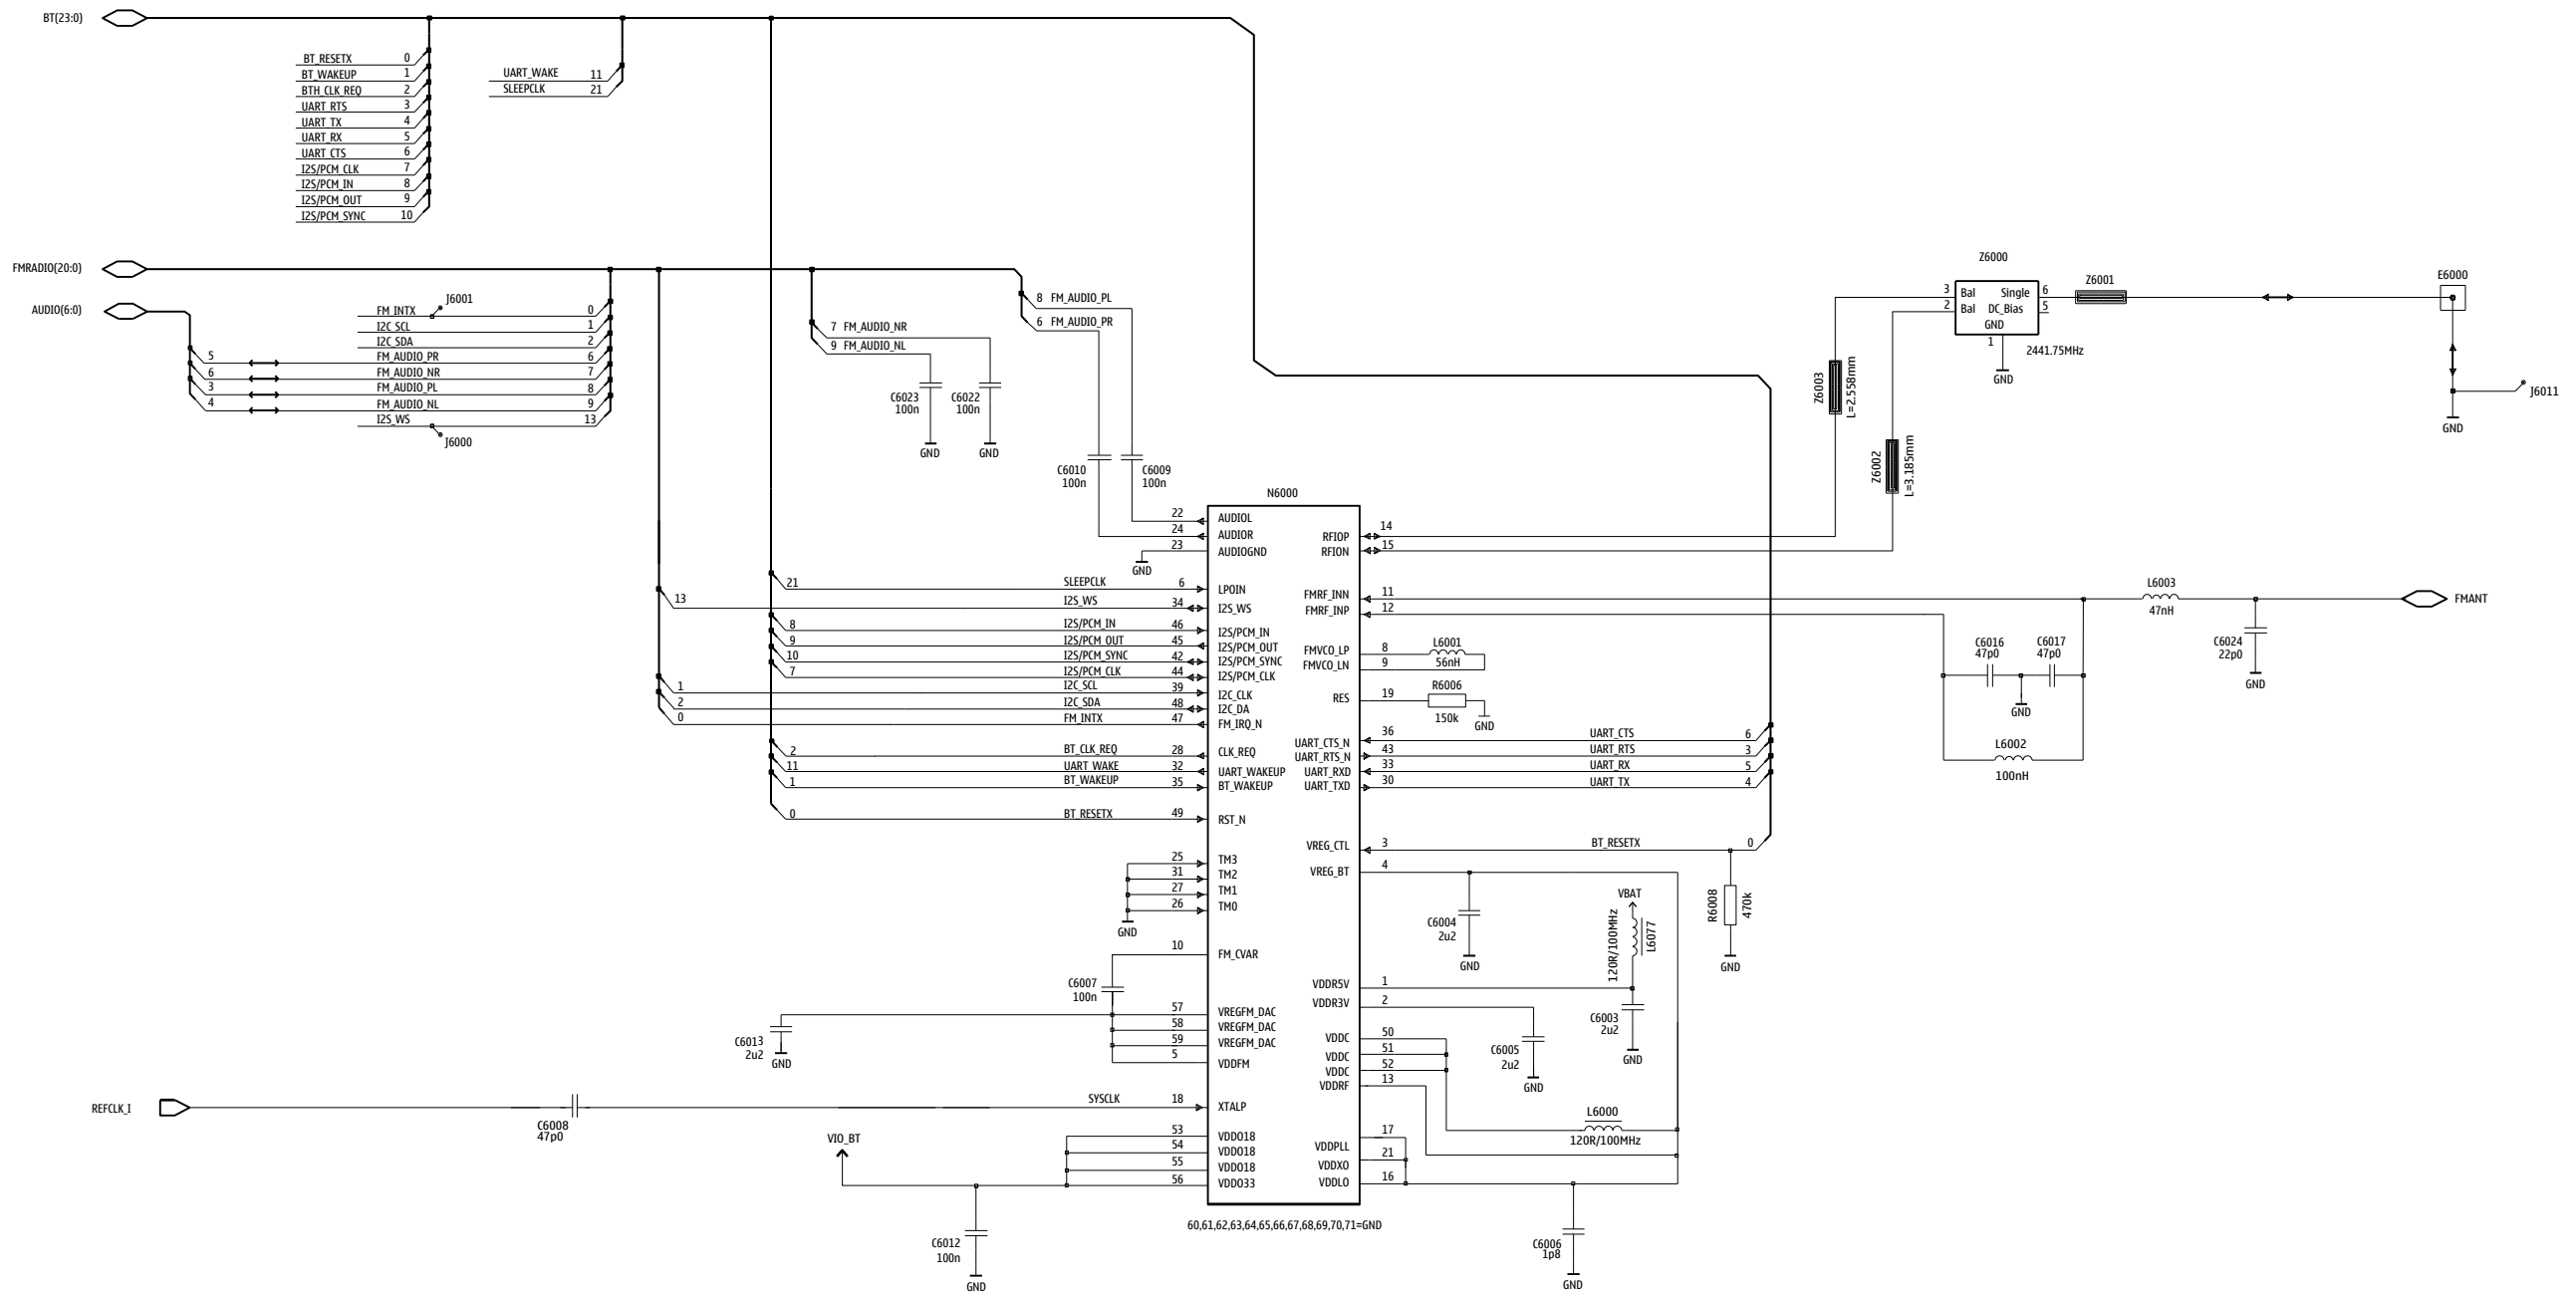 BT(23:0)
BT_RESETX 0
BT_WAKEUP 1
BTH_CLK_REQ 2
UART_RTS 3
UART_TX 4
UART_RX 5
UART_CTS 6
I2S/PCM_CLK 7
I2S/PCM_IN 8
I2S/PCM_OUT 9
I2S/PCM_SYNC 10
UART_WAKE 11
SLEEPCLK 21
FMRADIO(20:0)
AUDIO(6:0)
J6001
FM_INTX 0
I2C_SCL 1
I2C_SDA 2
5 FM_AUDIO_PR 6
6 FM_AUDIO_NR 7
3 FM_AUDIO_PL 8
4 FM_AUDIO_NL 9
I2S_WS 13
J6000
8 FM_AUDIO_PL
6 FM_AUDIO_PR
7 FM_AUDIO_NR
9 FM_AUDIO_NL
C6023
100n
GND
C6022
100n
GND
C6010
100n
C6009
100n
Z6000
3 Bal Single 6
2 Bal DC_Bias 5
GND
1
2441.75MHz
GND
Z6001
E6000
J6011
GND
Z6003
L=2.558mm
Z6002
L=3.185mm
N6000
22 AUDIOL
24 AUDIOR
23 AUDIOGND
GND
21 SLEEPCLK 6 LPOIN
13 I2S_WS 34 I2S_WS
8 I2S/PCM_IN 46 I2S/PCM_IN
9 I2S/PCM_OUT 45 I2S/PCM_OUT
10 I2S/PCM_SYNC 42 I2S/PCM_SYNC
7 I2S/PCM_CLK 44 I2S/PCM_CLK
1 I2C_SCL 39 I2C_CLK
2 I2C_SDA 48 I2C_DA
0 FM_INTX 47 FM_IRQ_N
2 BT_CLK_REQ 28 CLK_REQ
11 UART_WAKE 32 UART_WAKEUP
1 BT_WAKEUP 35 BT_WAKEUP
0 BT_RESETX 49 RST_N
25 TM3
31 TM2
27 TM1
26 TM0
GND
10 FM_CVAR
C6007
100n
57 VREGFM_DAC
58 VREGFM_DAC
59 VREGFM_DAC
5 VDDFM
C6013
2u2
GND
REFCLK_I
C6008
47p0
SYSCLK 18 XTALP
VIO_BT
53 VDDO18
54 VDDO18
55 VDDO18
56 VDDO33
C6012
100n
GND
60,61,62,63,64,65,66,67,68,69,70,71=GND
RFIOP 14
RFION 15
FMRF_INN 11
FMRF_INP 12
L6003
47nH
FMANT
C6024
22p0
GND
C6016
47p0
C6017
47p0
GND
L6002
100nH
FMVCO_LP 8
FMVCO_LN 9
L6001
56nH
RES 19
R6006
150k
GND
UART_CTS_N 36 UART_CTS 6
UART_RTS_N 43 UART_RTS 3
UART_RXD 33 UART_RX 5
UART_TXD 30 UART_TX 4
VREG_CTL 3 BT_RESETX 0
VREG_BT 4
C6004
2u2
GND
VBAT
120R/100MHz
L6077
R6008
470k
GND
VDDR5V 1
VDDR3V 2
C6003
2u2
GND
C6005
2u2
GND
VDDC 50
VDDC 51
VDDC 52
VDDRF 13
L6000
120R/100MHz
VDDPLL 17
VDDXO 21
VDDLO 16
C6006
1p8
GND